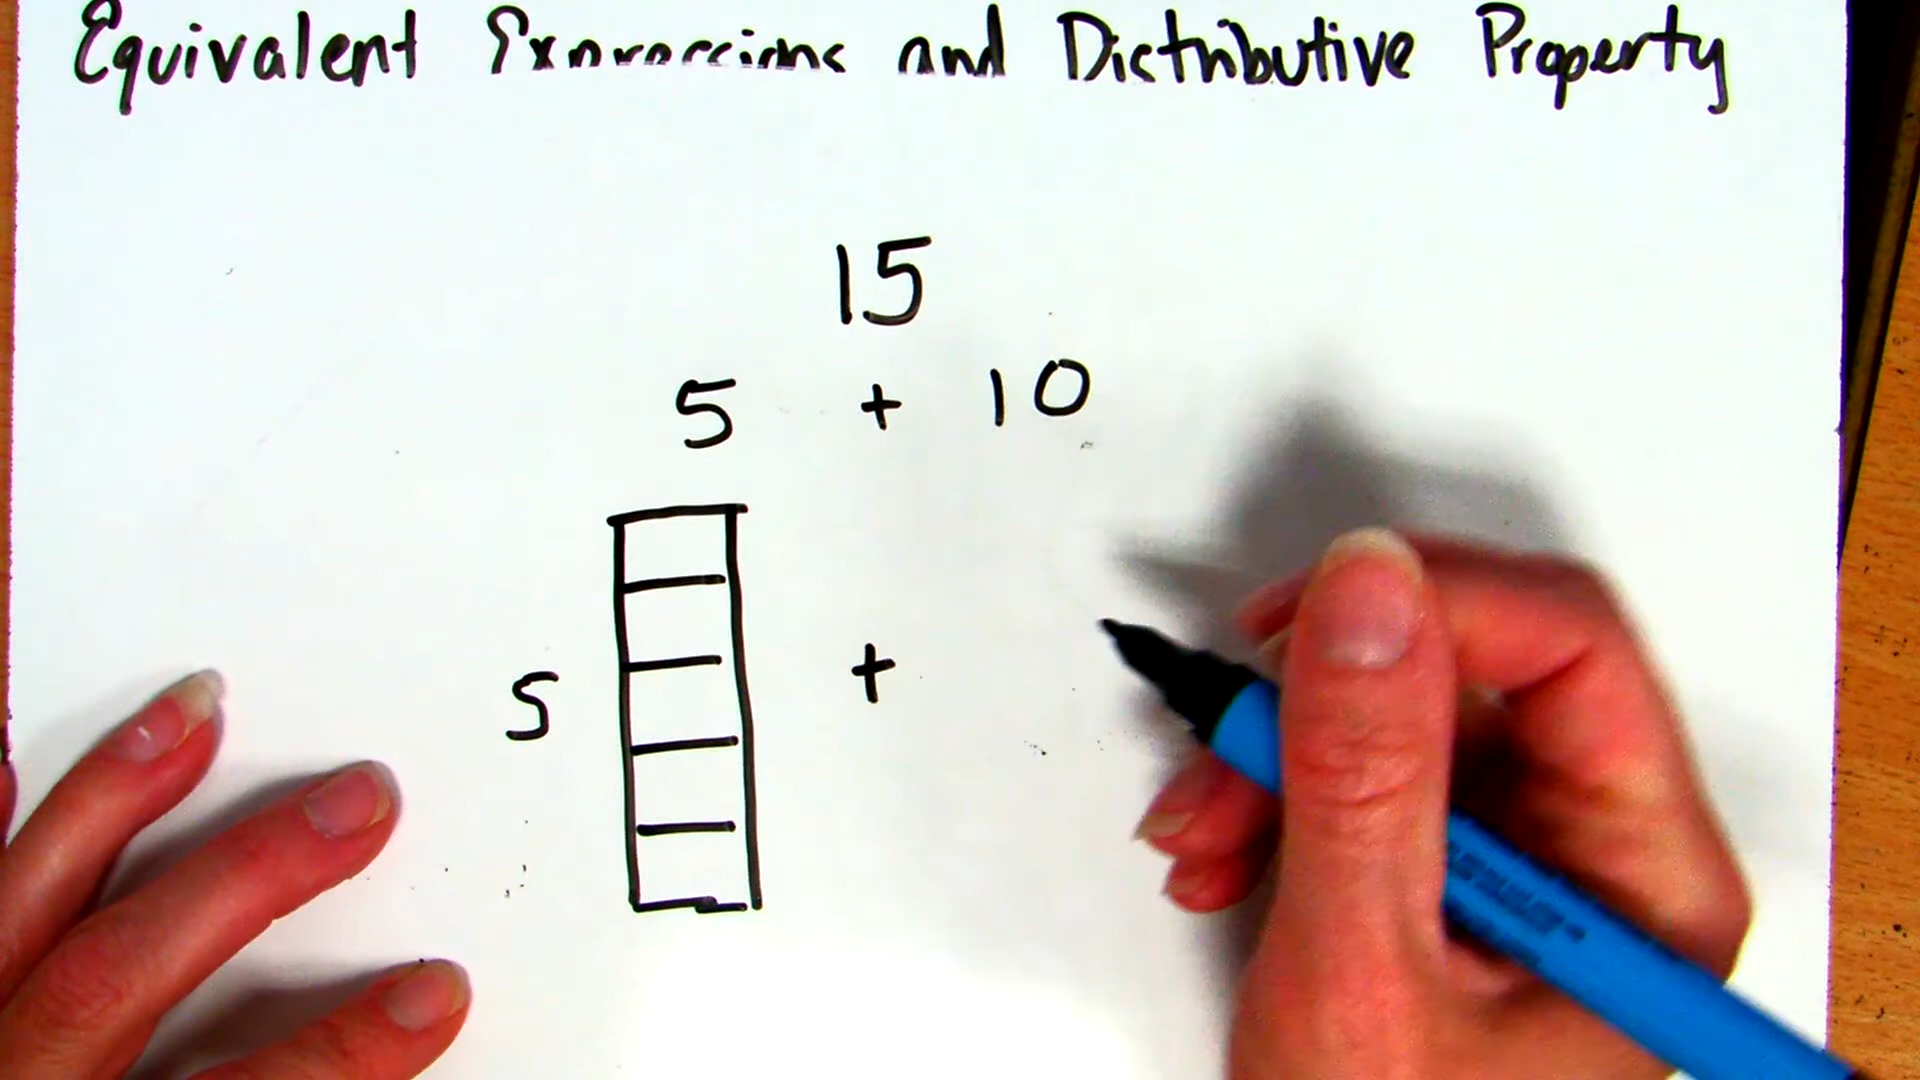 Equivalent Expressions and Distributive Property
15
5 + 10
5 +